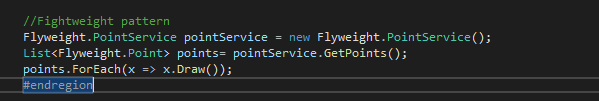 //Fightweight pattern
Flyweight.PointService pointService = new Flyweight.PointService();
List<Flyweight.Point> points= pointService.GetPoints();
points.ForEach(x => x.Draw());
#endregion